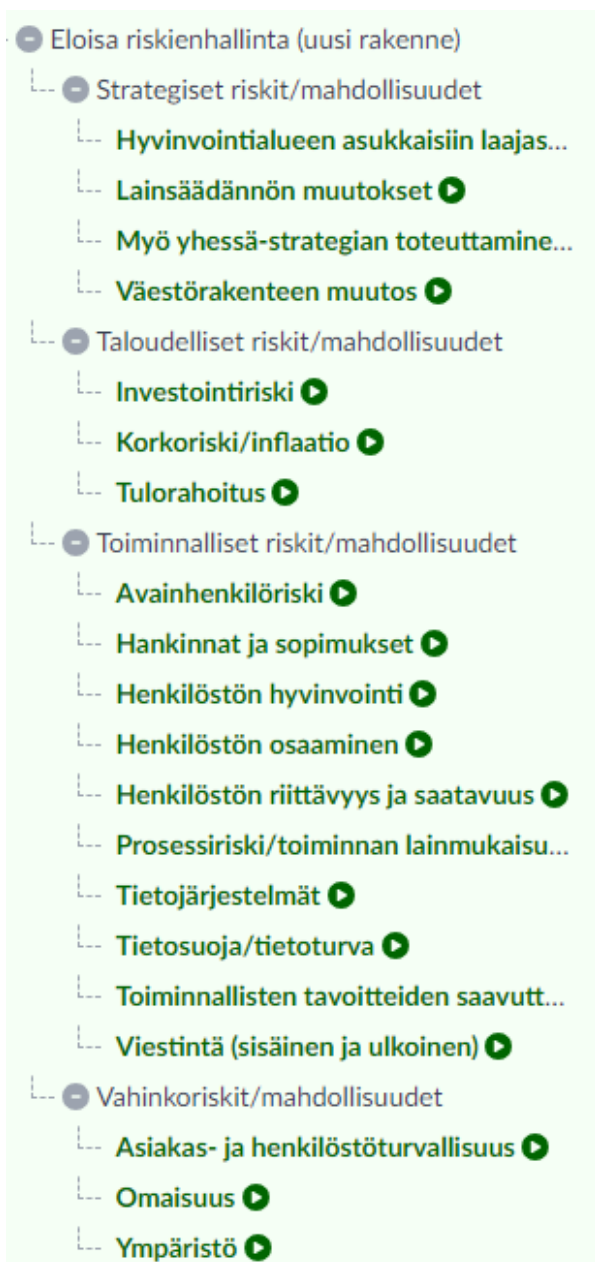 Eloisa riskienhallinta (uusi rakenne)
Strategiset riskit/mahdollisuudet
Hyvinvointialueen asukkaisiin laajas...
Lainsäädännön muutokset
Myö yhessä-strategian toteuttamine...
Väestörakenteen muutos
Taloudelliset riskit/mahdollisuudet
Investointiriski
Korkoriski/inflaatio
Tulorahoitus
Toiminnalliset riskit/mahdollisuudet
Avainhenkilöriski
Hankinnat ja sopimukset
Henkilöstön hyvinvointi
Henkilöstön osaaminen
Henkilöstön riittävyys ja saatavuus
Prosessiriski/toiminnan lainmukaisu...
Tietojärjestelmät
Tietosuoja/tietoturva
Toiminnallisten tavoitteiden saavutt...
Viestintä (sisäinen ja ulkoinen)
Vahinkoriskit/mahdollisuudet
Asiakas- ja henkilöstöturvallisuus
Omaisuus
Ympäristö